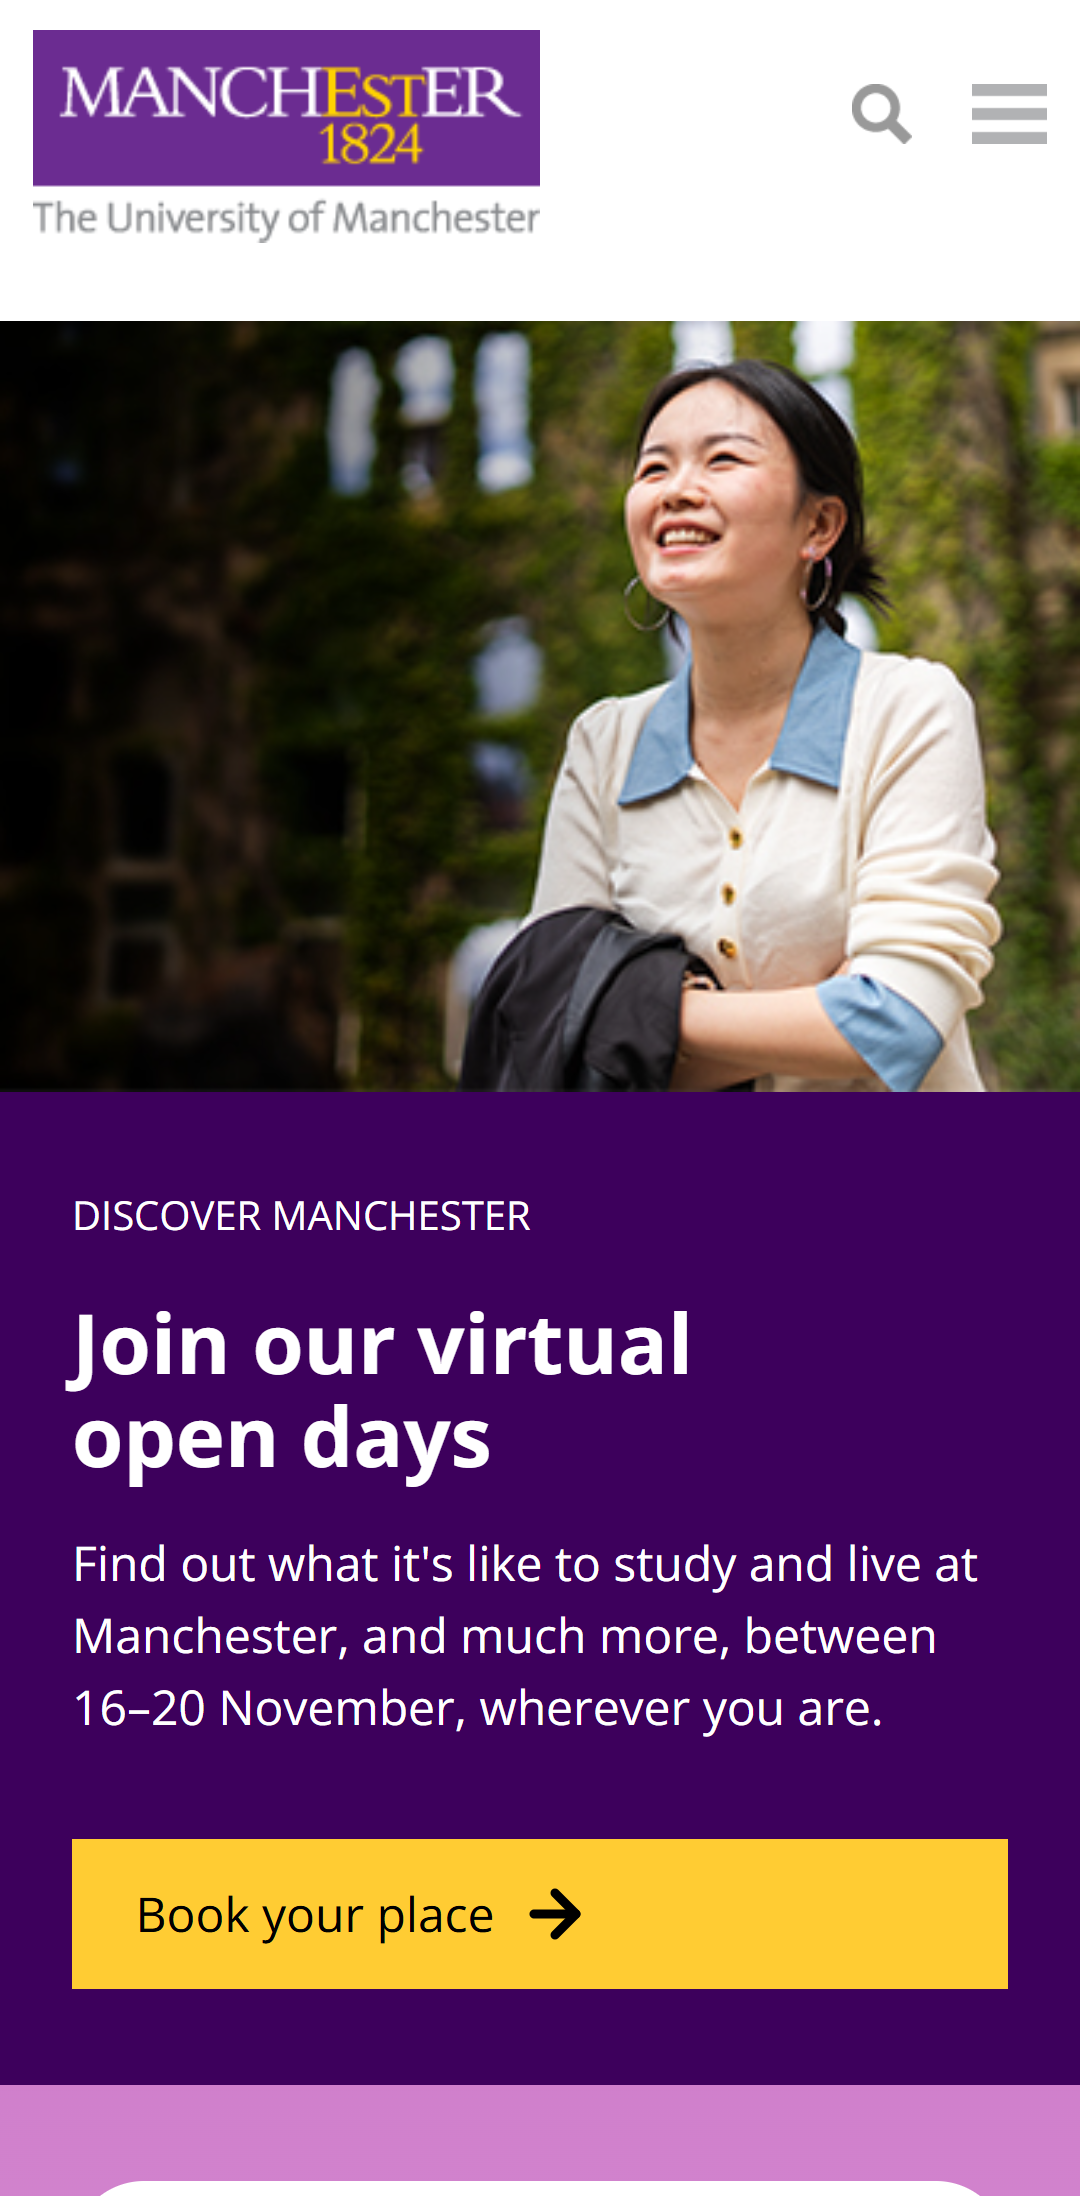 MANCHEsTER
1824
The University of Manchester
DISCOVER MANCHESTER
Join our virtual
open days
Find out what it's like to study and live at
Manchester, and much more, between
16–20 November, wherever you are.
Book your place